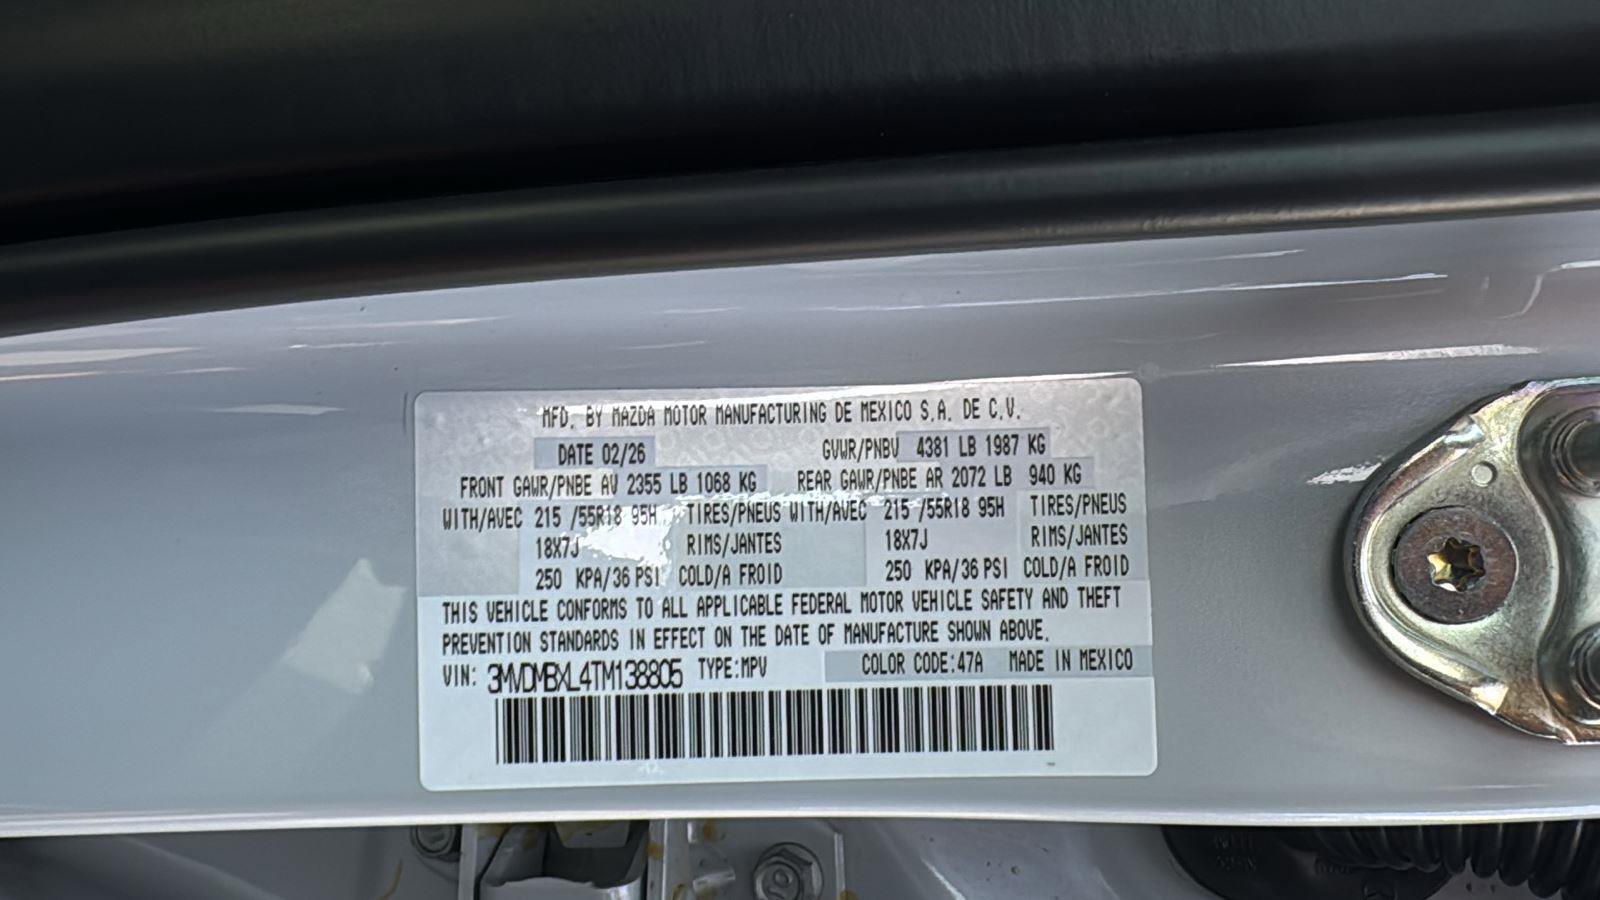 MFD. BY MAZDA MOTOR MANUFACTURING DE MEXICO S.A. DE C.V.
DATE 02/26 GVWR/PNBV 4381 LB 1987 KG
FRONT GAWR/PNBE AV 2355 LB 1068 KG REAR GAWR/PNBE AR 2072 LB 940 KG
WITH/AVEC 215 /55R18 95H TIRES/PNEUS WITH/AVEC 215 /55R18 95H TIRES/PNEUS
18X7J RIMS/JANTES 18X7J RIMS/JANTES
250 KPA/36 PSI COLD/A FROID 250 KPA/36 PSI COLD/A FROID
THIS VEHICLE CONFORMS TO ALL APPLICABLE FEDERAL MOTOR VEHICLE SAFETY AND THEFT
PREVENTION STANDARDS IN EFFECT ON THE DATE OF MANUFACTURE SHOWN ABOVE.
VIN: 3MVDMBXL4TM138805 TYPE:MPV COLOR CODE:47A MADE IN MEXICO